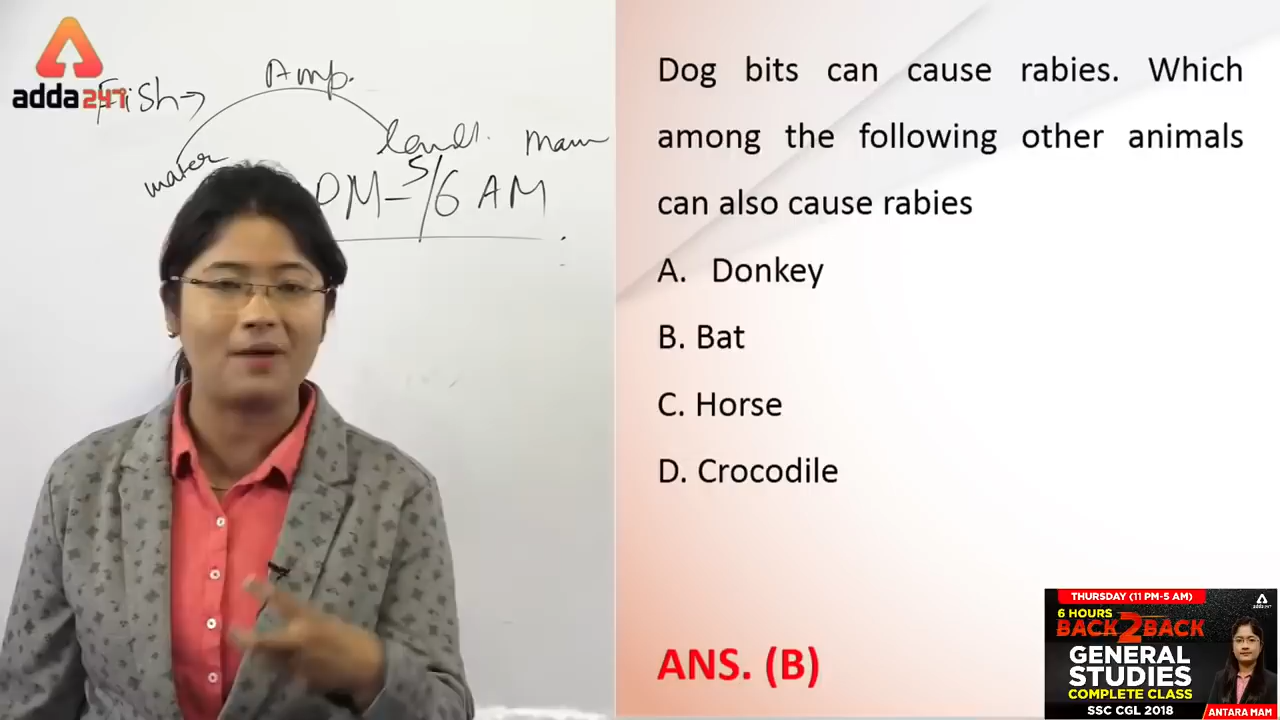 adda247
Fish
Amp.
water
land.
mam
PM-5/6 AM
Dog bits can cause rabies. Which
among the following other animals
can also cause rabies
A. Donkey
B. Bat
C. Horse
D. Crocodile
ANS. (B)
THURSDAY (11 PM-5 AM)
adda247
6 HOURS
BACK2BACK
GENERAL
STUDIES
COMPLETE CLASS
SSC CGL 2018
ANTARA MAM